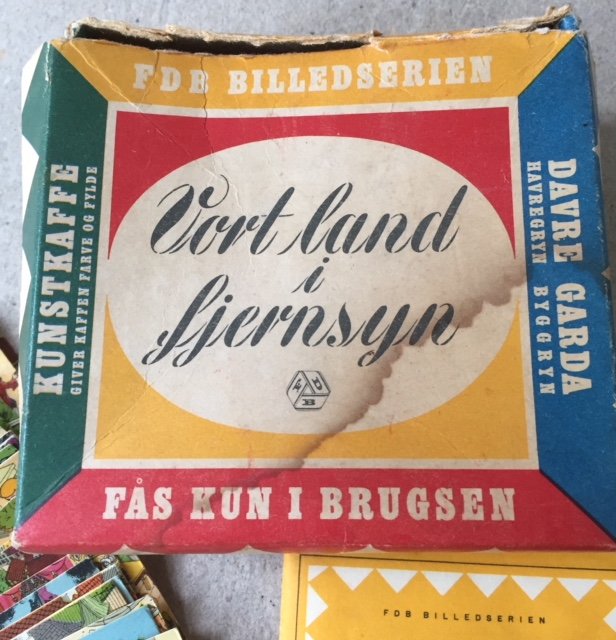 FDB BILLEDSERIEN
KUNSTKAFFE
GIVER KAFFEN FARVE OG FYLDE
Vort land
i
fjernsyn
FDB
DAVRE GARDA
HAVREGRYN BYGGRYN
FÅS KUN I BRUGSEN
FDB BILLEDSERIEN